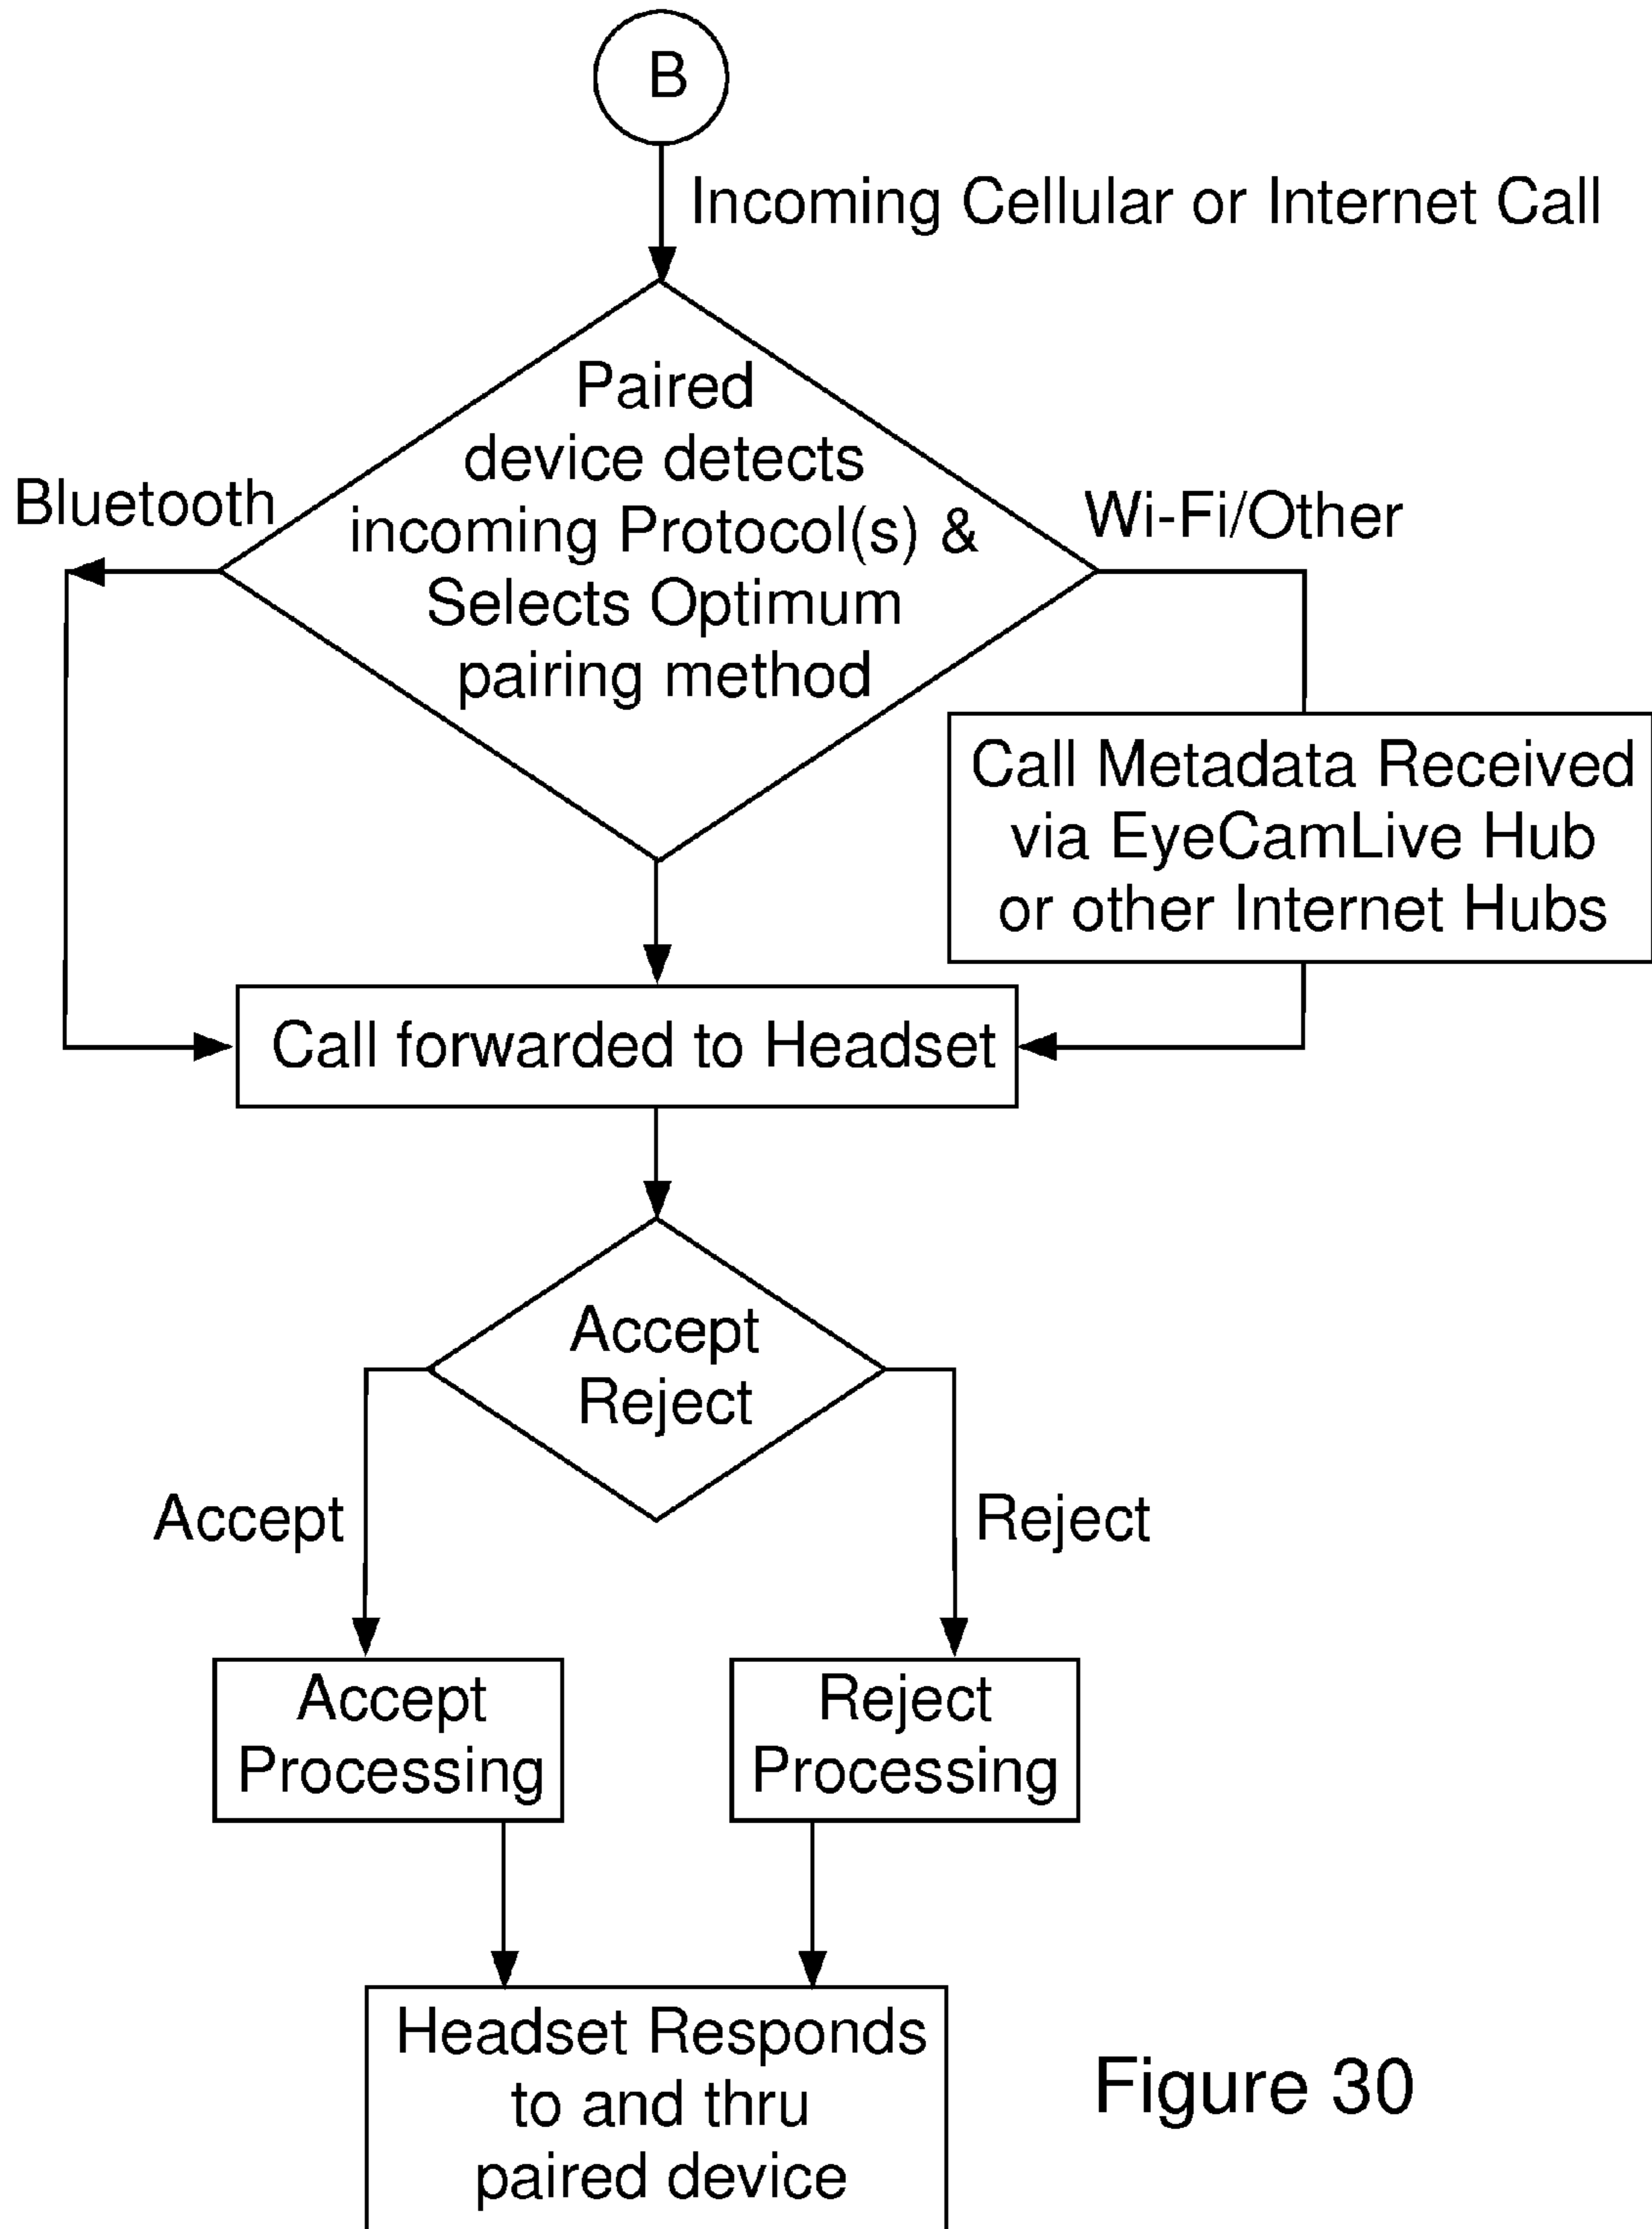 B
Incoming Cellular or Internet Call
Paired
device detects
incoming Protocol(s) &
Selects Optimum
pairing method
Bluetooth
Wi-Fi/Other
Call Metadata Received
via EyeCamLive Hub
or other Internet Hubs
Call forwarded to Headset
Accept
Reject
Accept
Reject
Accept
Processing
Reject
Processing
Headset Responds
to and thru
paired device
Figure 30